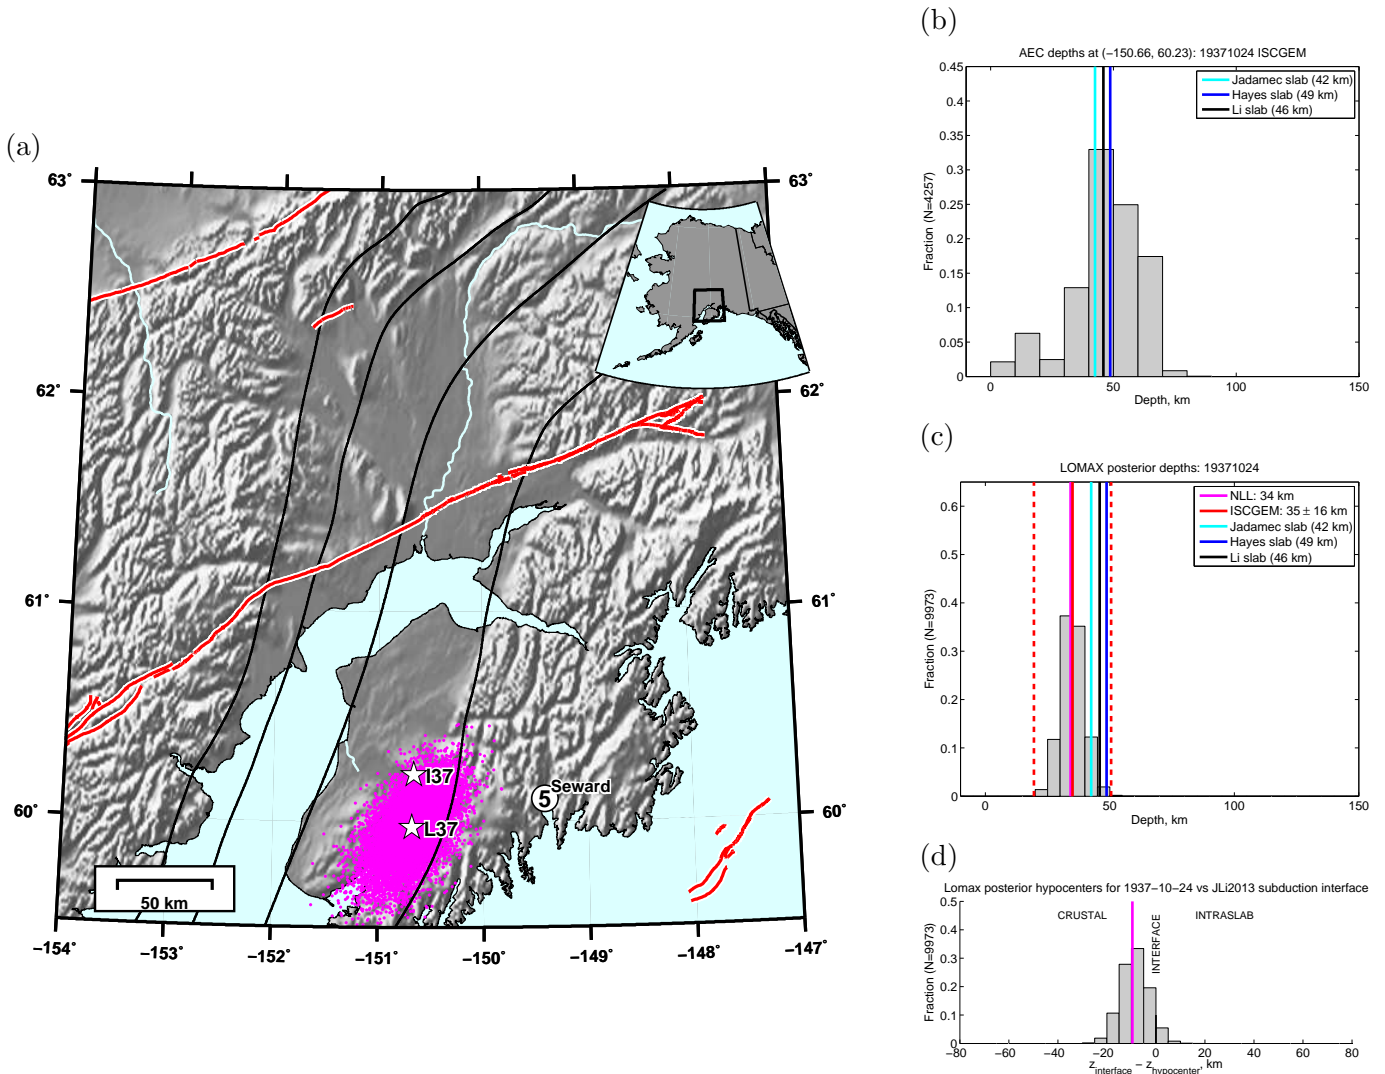 (a)
63°
63°
62°
62°
61°
61°
60°
60°
I37
L37
5
Seward
50 km
−154°
−153°
−152°
−151°
−150°
−149°
−148°
−147°
(b)
AEC depths at (−150.66, 60.23): 19371024 ISCGEM
Jadamec slab (42 km)
Hayes slab (49 km)
Li slab (46 km)
Fraction (N=4257)
0.45
0.4
0.35
0.3
0.25
0.2
0.15
0.1
0.05
0
0
50
100
150
Depth, km
(c)
LOMAX posterior depths: 19371024
NLL: 34 km
ISCGEM: 35 ± 16 km
Jadamec slab (42 km)
Hayes slab (49 km)
Li slab (46 km)
Fraction (N=9973)
0.6
0.5
0.4
0.3
0.2
0.1
0
0
50
100
150
Depth, km
(d)
Lomax posterior hypocenters for 1937−10−24 vs JLi2013 subduction interface
CRUSTAL
INTERFACE
INTRASLAB
Fraction (N=9973)
0.5
0.4
0.3
0.2
0.1
0
−80
−60
−40
−20
0
20
40
60
80
z_interface − z_hypocenter, km